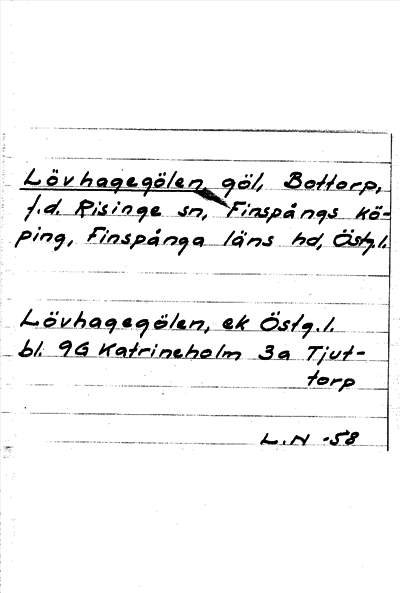 Lövhagegölen, göl, Bottorp,
f.d. Risinge sn, Finspångs kö-
ping, Finspånga läns hd, Östg.l.
Lövhagegölen, ek Östg.l.
bl. 9G Katrineholm 3a Tjut-
torp
L.N -58